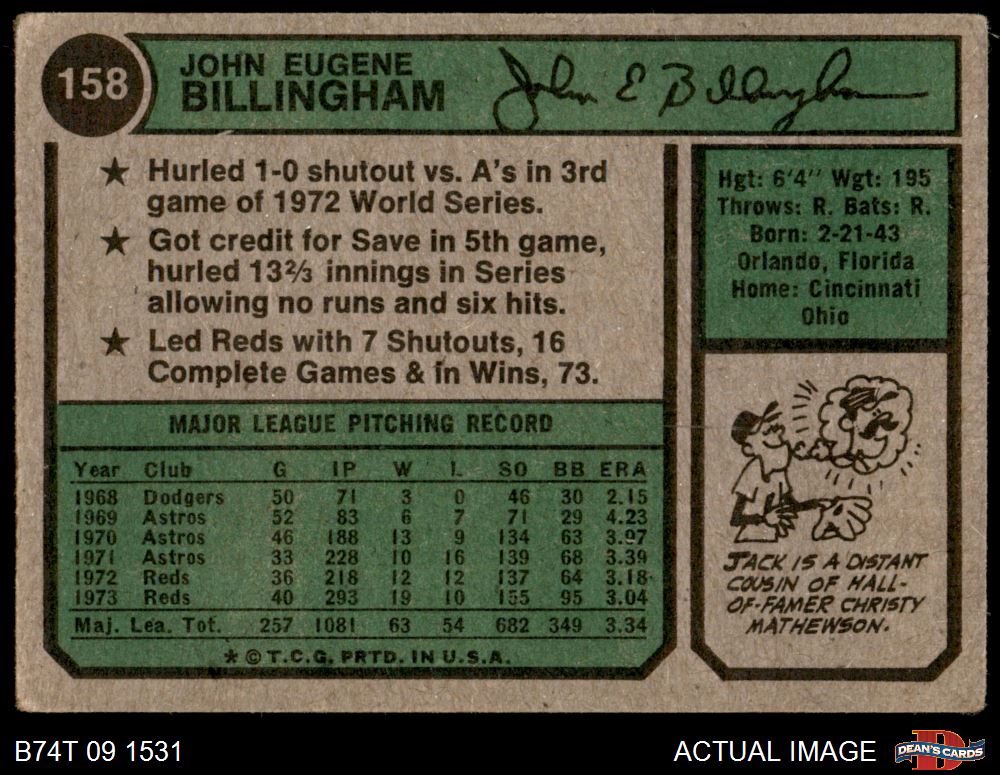 158
JOHN EUGENE
BILLINGHAM
John E Billingham
★ Hurled 1-0 shutout vs. A's in 3rd
game of 1972 World Series.
★ Got credit for Save in 5th game,
hurled 13⅔ innings in Series
allowing no runs and six hits.
★ Led Reds with 7 Shutouts, 16
Complete Games & in Wins, 73.
Hgt: 6'4" Wgt: 195
Throws: R. Bats: R.
Born: 2-21-43
Orlando, Florida
Home: Cincinnati
Ohio
MAJOR LEAGUE PITCHING RECORD
Year Club G IP W L SO BB ERA
1968 Dodgers 50 71 3 0 46 30 2.15
1969 Astros 52 83 6 7 71 29 4.23
1970 Astros 46 188 13 9 134 63 3.97
1971 Astros 33 228 10 16 139 68 3.39
1972 Reds 36 218 12 12 137 64 3.18
1973 Reds 40 293 19 10 155 95 3.04
Maj. Lea. Tot. 257 1081 63 54 682 349 3.34
★ © T.C.G. PRTD. IN U.S.A.
JACK IS A DISTANT
COUSIN OF HALL-
OF-FAMER CHRISTY
MATHEWSON.
B74T 09 1531
ACTUAL IMAGE
D
DEAN'S CARDS